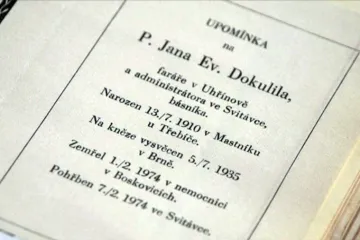 UPOMÍNKA
na
P. Jana Ev. Dokulila,
faráře v Uhřínově
a administrátora ve Svitávce,
básníka.
Narozen 13./7. 1910 v Mastníku
u Třebíče.
Na kněze vysvěcen 5./7. 1935
v Brně.
Zemřel 1./2. 1974 v nemocnici
v Boskovicích.
Pohřben 7./2. 1974 ve Svitávce.